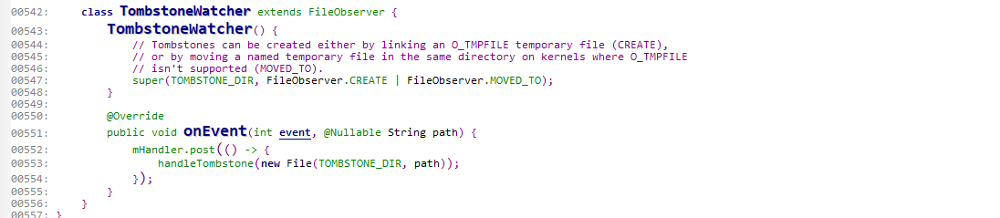 00542:     class TombstoneWatcher extends FileObserver {
00543:         TombstoneWatcher() {
00544:             // Tombstones can be created either by linking an O_TMPFILE temporary file (CREATE),
00545:             // or by moving a named temporary file in the same directory on kernels where O_TMPFILE
00546:             // isn't supported (MOVED_TO).
00547:             super(TOMBSTONE_DIR, FileObserver.CREATE | FileObserver.MOVED_TO);
00548:         }
00549:
00550:         @Override
00551:         public void onEvent(int event, @Nullable String path) {
00552:             mHandler.post(() -> {
00553:                 handleTombstone(new File(TOMBSTONE_DIR, path));
00554:             });
00555:         }
00556:     }
00557: }